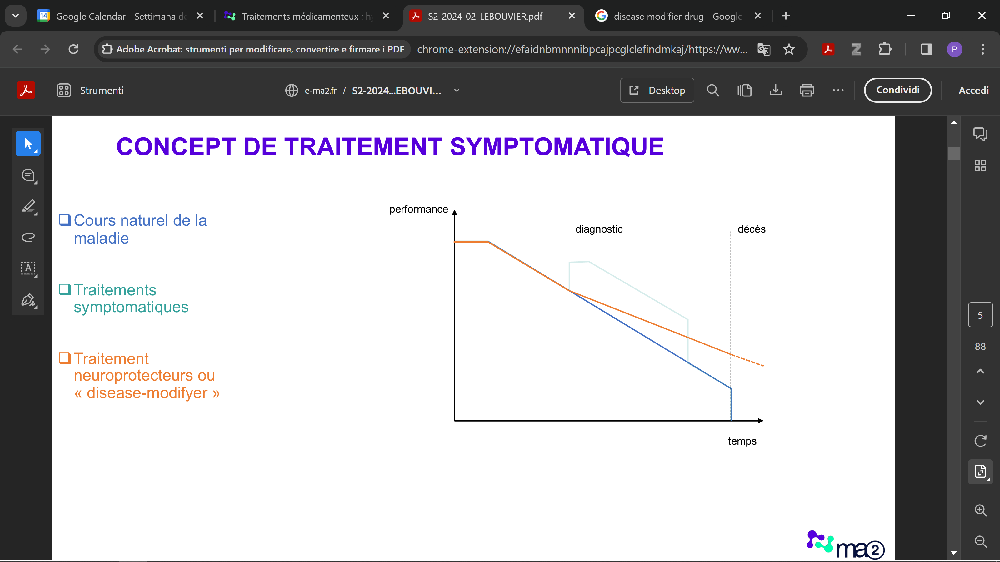 14
Google Calendar - Settimana de
Traitements médicamenteux : hy
S2-2024-02-LEBOUVIER.pdf
disease modifier drug - Google
Adobe Acrobat: strumenti per modificare, convertire e firmare i PDF
chrome-extension://efaidnbmnnnibpcajpcglclefindmkaj/https://ww...
P
Strumenti
e-ma2.fr / S2-2024...EBOUVI...
Desktop
Condividi
Accedi
CONCEPT DE TRAITEMENT SYMPTOMATIQUE
Cours naturel de la
maladie
Traitements
symptomatiques
Traitement
neuroprotecteurs ou
« disease-modifyer »
performance
diagnostic
décès
temps
5
88
ma2